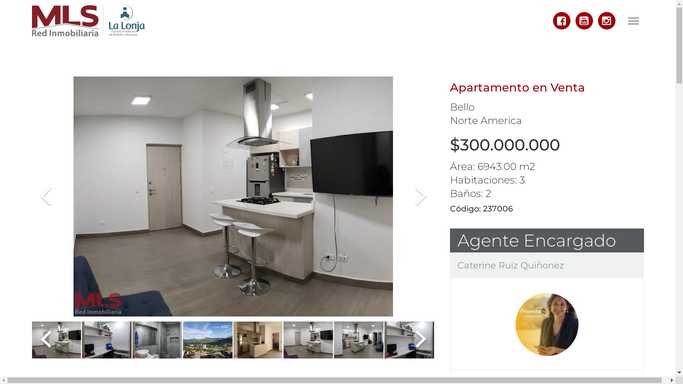 MLS
Red Inmobiliaria
La Lonja
Apartamento en Venta
Bello
Norte America
$300.000.000
Área: 6943.00 m2
Habitaciones: 3
Baños: 2
Código: 237006
Agente Encargado
Caterine Ruiz Quiñonez
MLS
Red Inmobiliaria